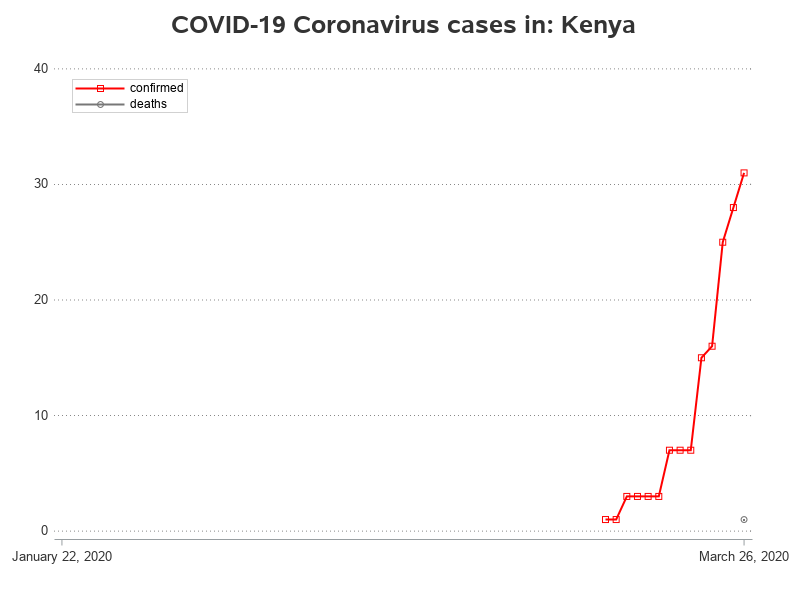 COVID-19 Coronavirus cases in: Kenya
40
confirmed
deaths
30
20
10
0
January 22, 2020
March 26, 2020